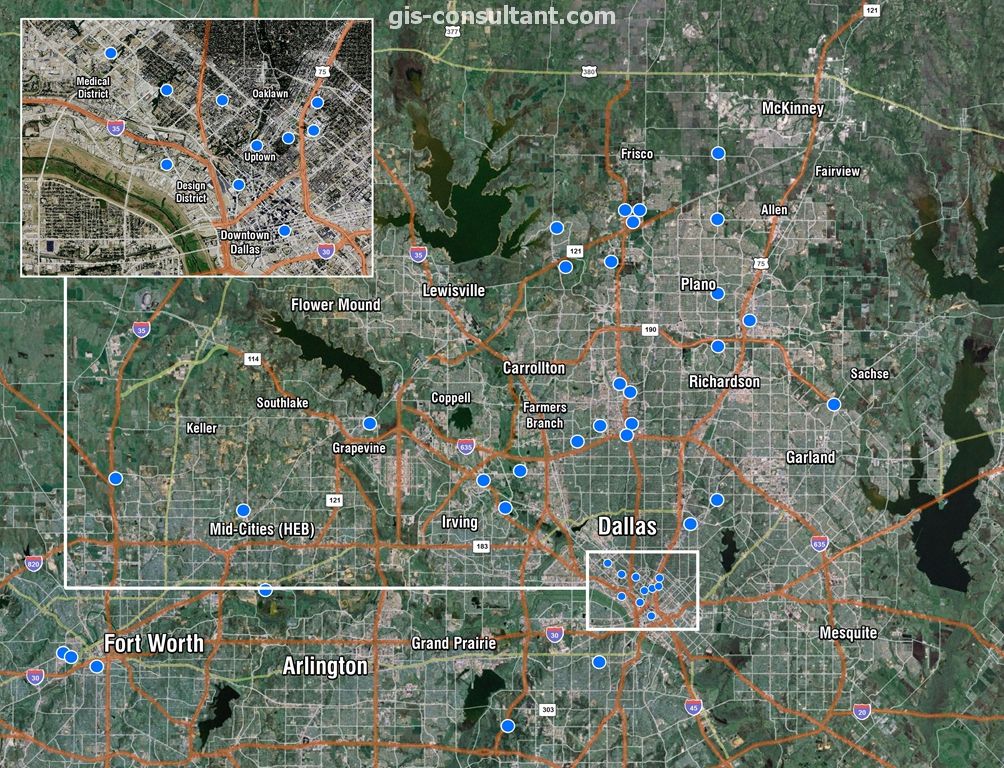 gis-consultant.com
121
377
380
McKinney
Frisco
Fairview
Allen
121
75
35
Plano
Lewisville
Flower Mound
190
35
114
Carrollton
Richardson
Sachse
Coppell
Southlake
Farmers
Branch
Keller
Grapevine
635
Garland
121
Irving
Dallas
Mid-Cities (HEB)
183
635
820
Fort Worth
Grand Prairie
30
Mesquite
Arlington
30
303
45
20
Medical
District
Oaklawn
75
35
Uptown
Design
District
Downtown
Dallas
30